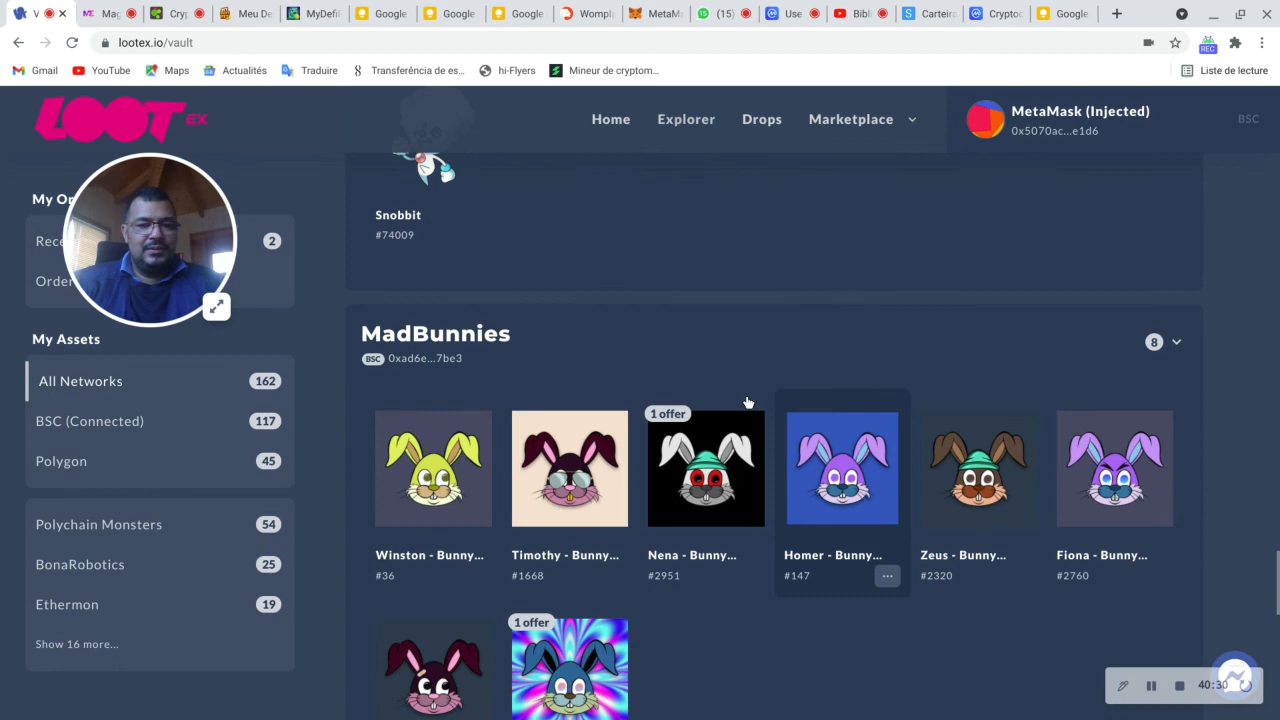 V
Mag
Cryp
Meu De
MyDefi
Google
Google
Google
Wompla
MetaM
(15)
Use
Bibl
Carteira
Cryptoc
Google
lootex.io/vault
REC
Gmail
YouTube
Maps
Actualités
Traduire
Transferência de es...
hi-Flyers
Mineur de cryptom...
Liste de lecture
LOOT EX
Home
Explorer
Drops
Marketplace
MetaMask (Injected)
0x5070ac...e1d6
BSC
My Or
Rece
2
Order
My Assets
All Networks 162
BSC (Connected) 117
Polygon 45
Polychain Monsters 54
BonaRobotics 25
Ethermon 19
Show 16 more...
Snobbit
#74009
MadBunnies
BSC 0xad6e...7be3
8
1 offer
Winston - Bunny...
#36
Timothy - Bunny...
#1668
Nena - Bunny...
#2951
Homer - Bunny...
#147
Zeus - Bunny...
#2320
Fiona - Bunny...
#2760
1 offer
40:30